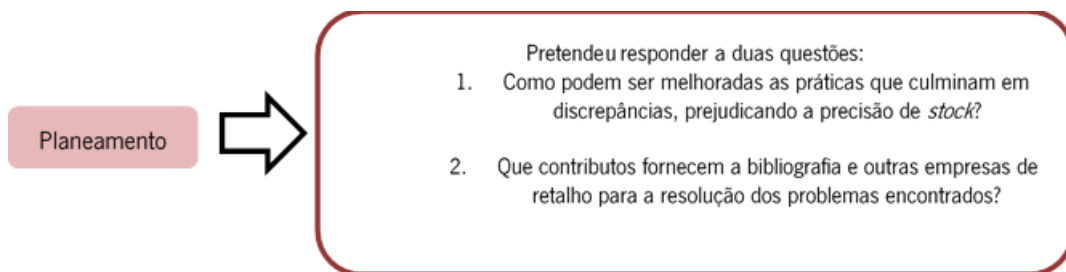 Planeamento
Pretendeu responder a duas questões:
1. Como podem ser melhoradas as práticas que culminam em
discrepâncias, prejudicando a precisão de stock?
2. Que contributos fornecem a bibliografia e outras empresas de
retalho para a resolução dos problemas encontrados?